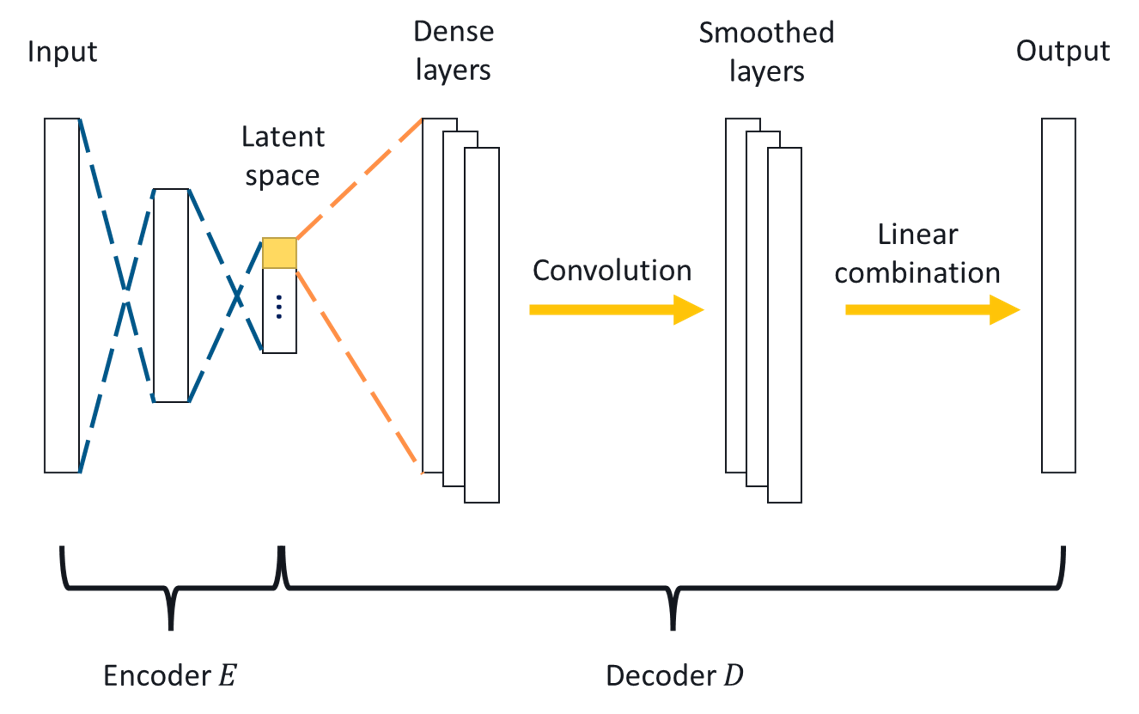 Input
Latent
space
Dense
layers
Convolution
Smoothed
layers
Linear
combination
Output
⋮
Encoder E
Decoder D